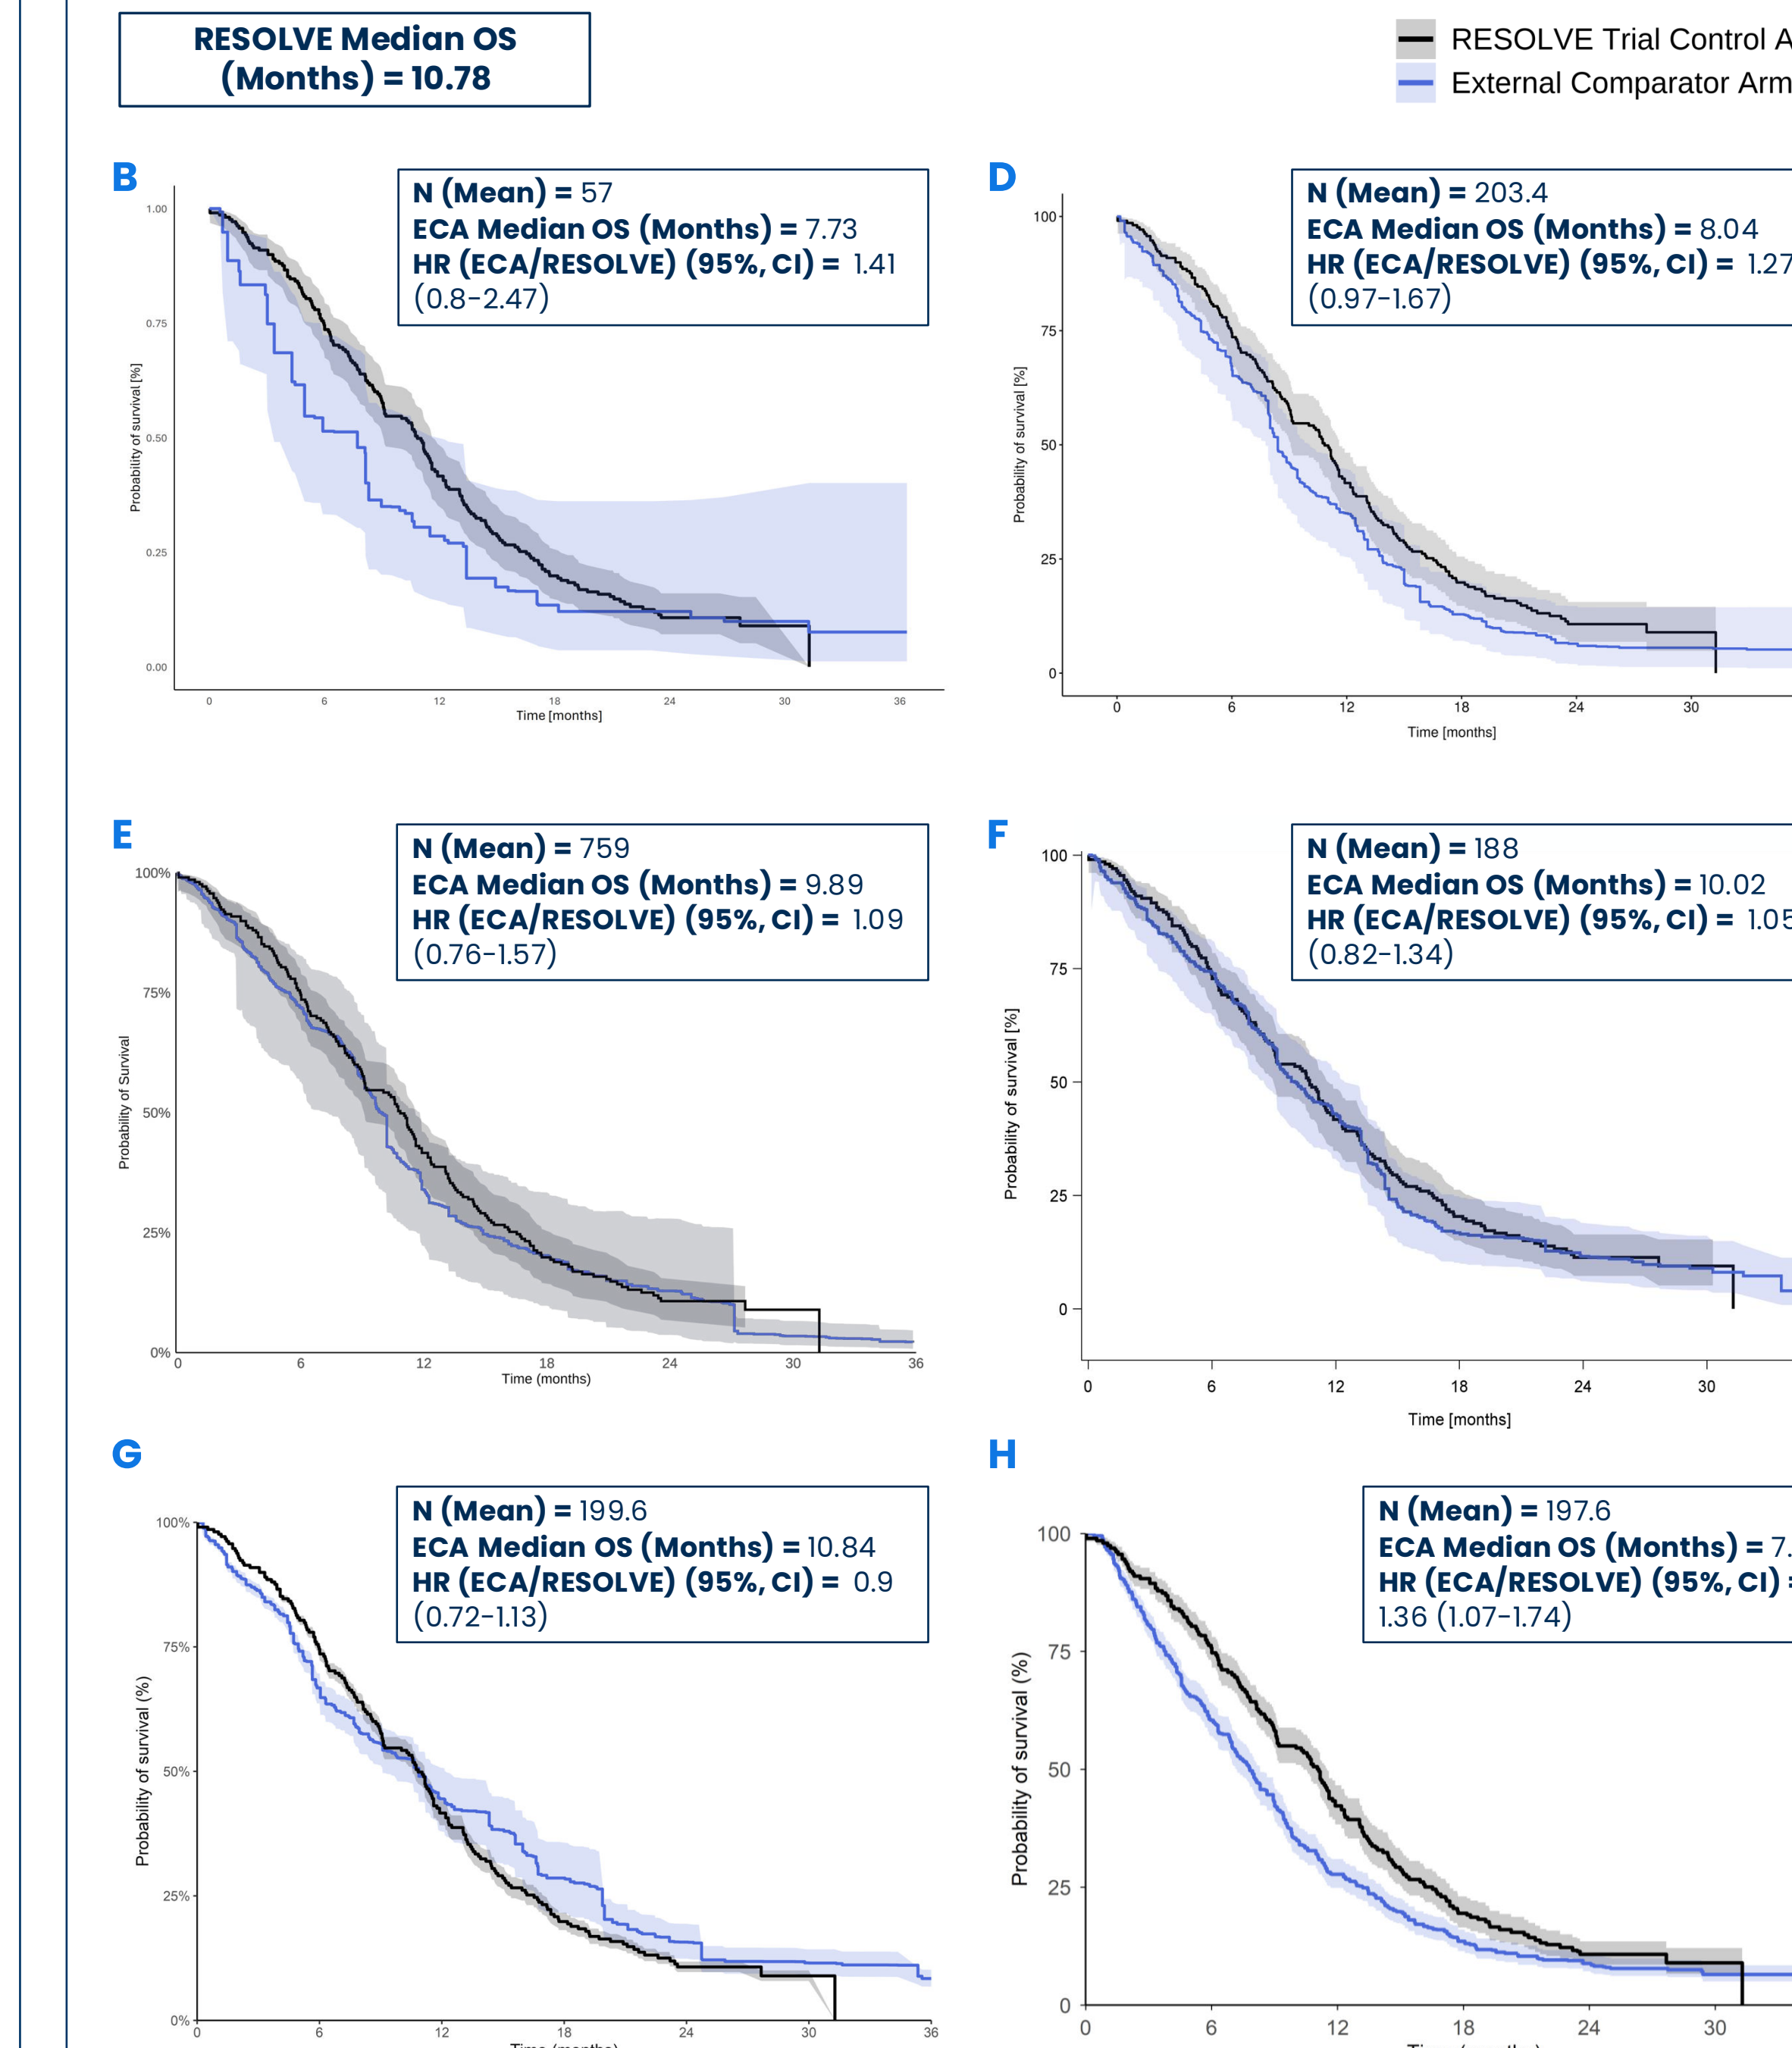 RESOLVE Median OS
(Months) = 10.78
RESOLVE Trial Control
External Comparator Arm
B
N (Mean) = 57
ECA Median OS (Months) = 7.73
HR (ECA/RESOLVE) (95%, CI) = 1.41
(0.8-2.47)
1.00
0.75
0.50
0.25
0.00
Probability of survival [%]
0 6 12 18 24 30 36
Time [months]
D
N (Mean) = 203.4
ECA Median OS (Months) = 8.04
HR (ECA/RESOLVE) (95%, CI) = 1.27
(0.97-1.67)
100
75
50
25
0
Probability of survival [%]
0 6 12 18 24 30
Time [months]
E
N (Mean) = 759
ECA Median OS (Months) = 9.89
HR (ECA/RESOLVE) (95%, CI) = 1.09
(0.76-1.57)
100%
75%
50%
25%
0%
Probability of Survival
0 6 12 18 24 30 36
Time (months)
F
N (Mean) = 188
ECA Median OS (Months) = 10.02
HR (ECA/RESOLVE) (95%, CI) = 1.05
(0.82-1.34)
100
75
50
25
0
Probability of survival [%]
0 6 12 18 24 30
Time [months]
G
N (Mean) = 199.6
ECA Median OS (Months) = 10.84
HR (ECA/RESOLVE) (95%, CI) = 0.9
(0.72-1.13)
100%
75%
50%
25%
0%
Probability of survival (%)
0 6 12 18 24 30 36
Time (months)
H
N (Mean) = 197.6
ECA Median OS (Months) = 7.
HR (ECA/RESOLVE) (95%, CI) =
1.36 (1.07-1.74)
100
75
50
25
0
Probability of survival (%)
0 6 12 18 24 30